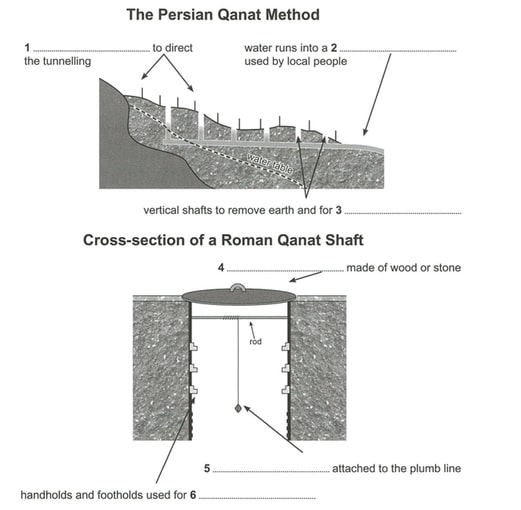 The Persian Qanat Method
1 .................... to direct
the tunnelling
water runs into a 2 ....................
used by local people
water table
vertical shafts to remove earth and for 3 ....................
Cross-section of a Roman Qanat Shaft
4 .................... made of wood or stone
rod
5 .................... attached to the plumb line
handholds and footholds used for 6 ....................